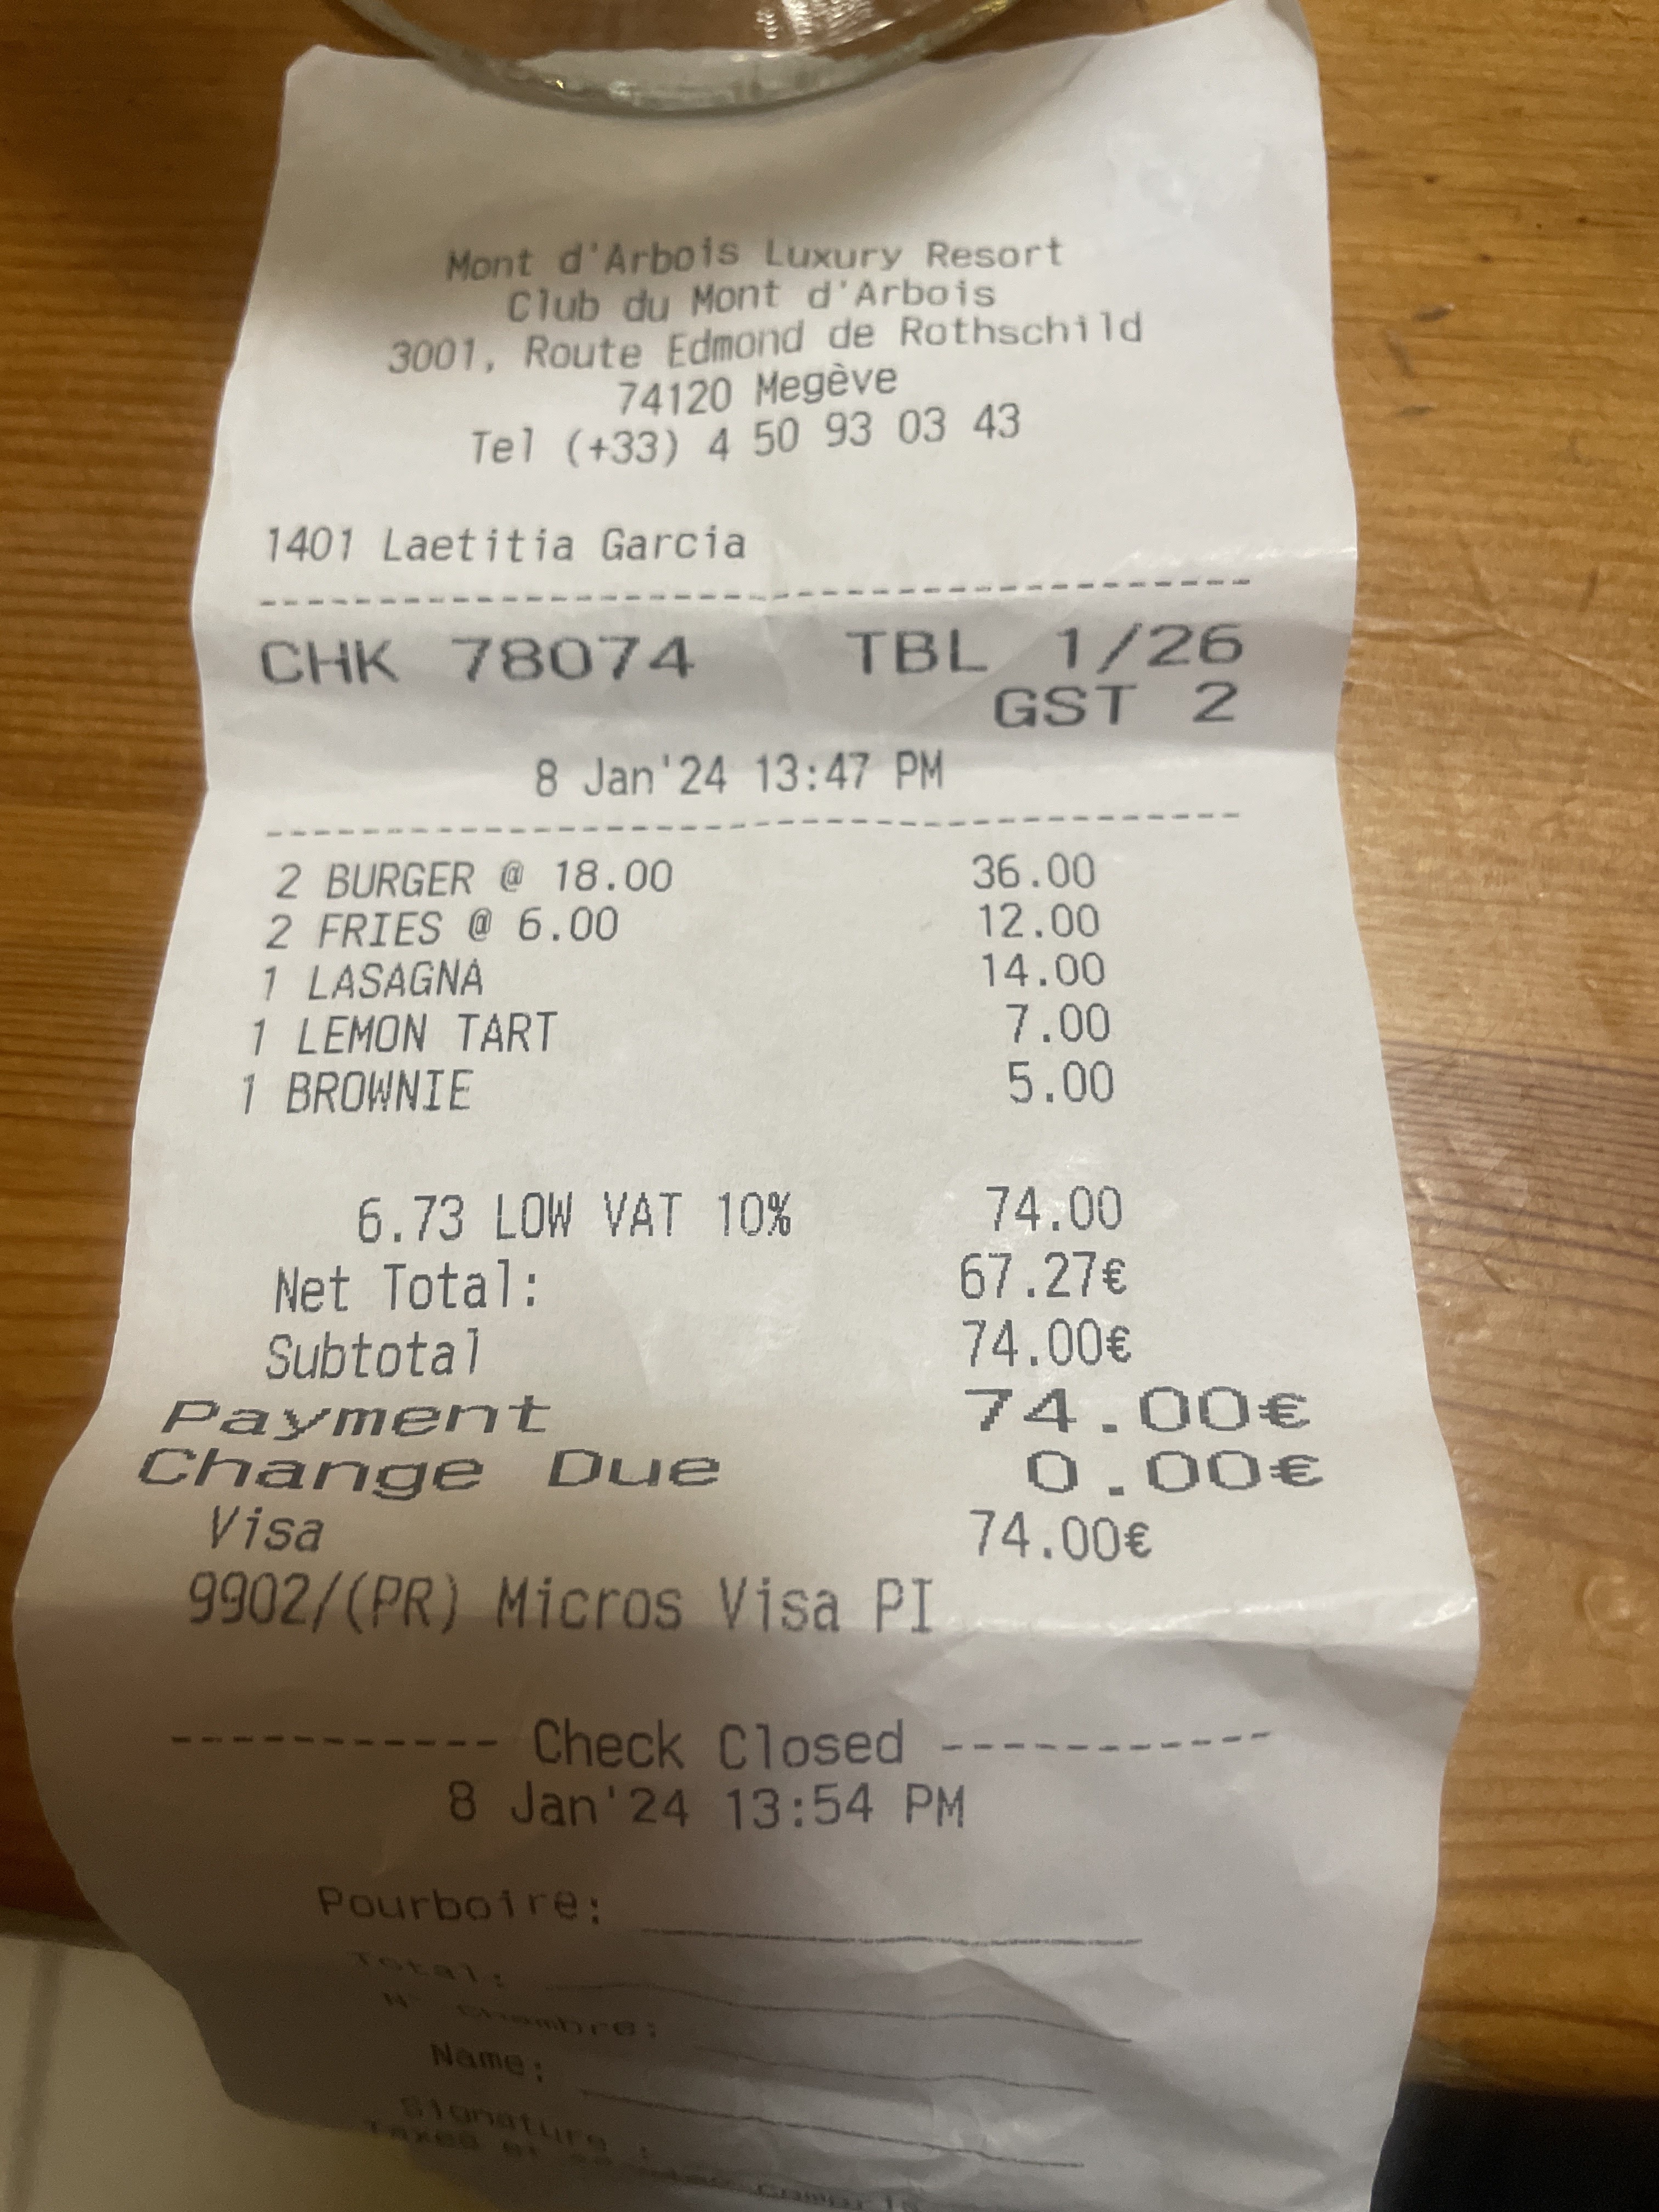 Mont d'Arbois Luxury Resort
Club du Mont d'Arbois
3001, Route Edmond de Rothschild
74120 Megève
Tel (+33) 4 50 93 03 43
1401 Laetitia Garcia
CHK 78074 TBL 1/26
GST 2
8 Jan'24 13:47 PM
2 BURGER @ 18.00 36.00
2 FRIES @ 6.00 12.00
1 LASAGNA 14.00
1 LEMON TART 7.00
1 BROWNIE 5.00
6.73 LOW VAT 10% 74.00
Net Total: 67.27€
Subtotal 74.00€
Payment 74.00€
Change Due 0.00€
Visa 74.00€
9902/(PR) Micros Visa PI
----------- Check Closed -----------
8 Jan'24 13:54 PM
Pourboire:
Total:
N° Chambre:
Name:
Signature :
Taxes et